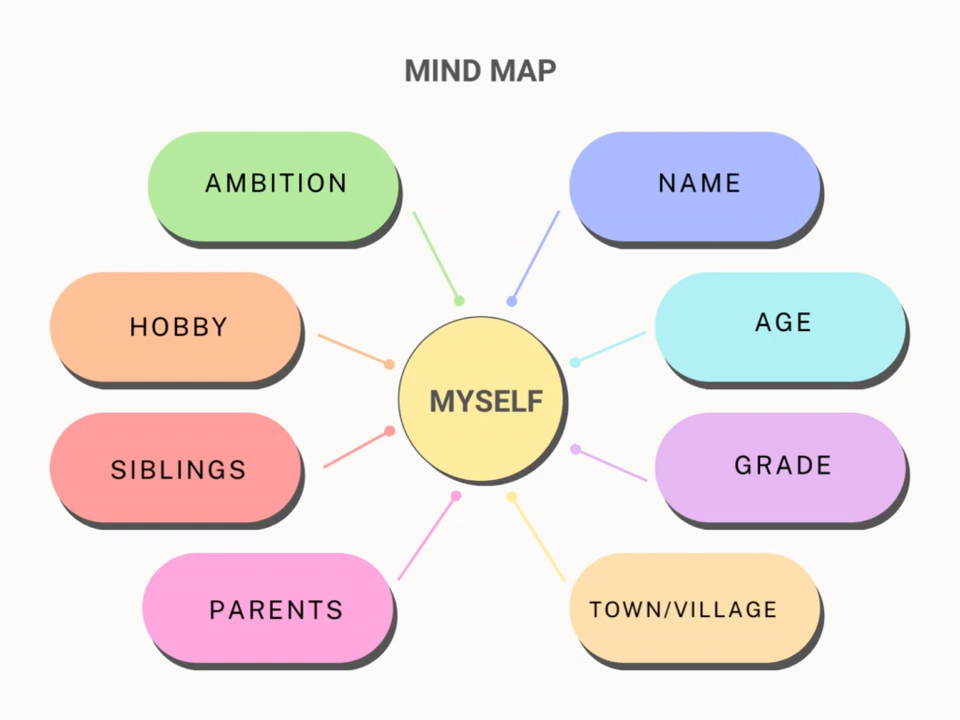 MIND MAP
AMBITION
NAME
HOBBY
AGE
MYSELF
SIBLINGS
GRADE
PARENTS
TOWN/VILLAGE